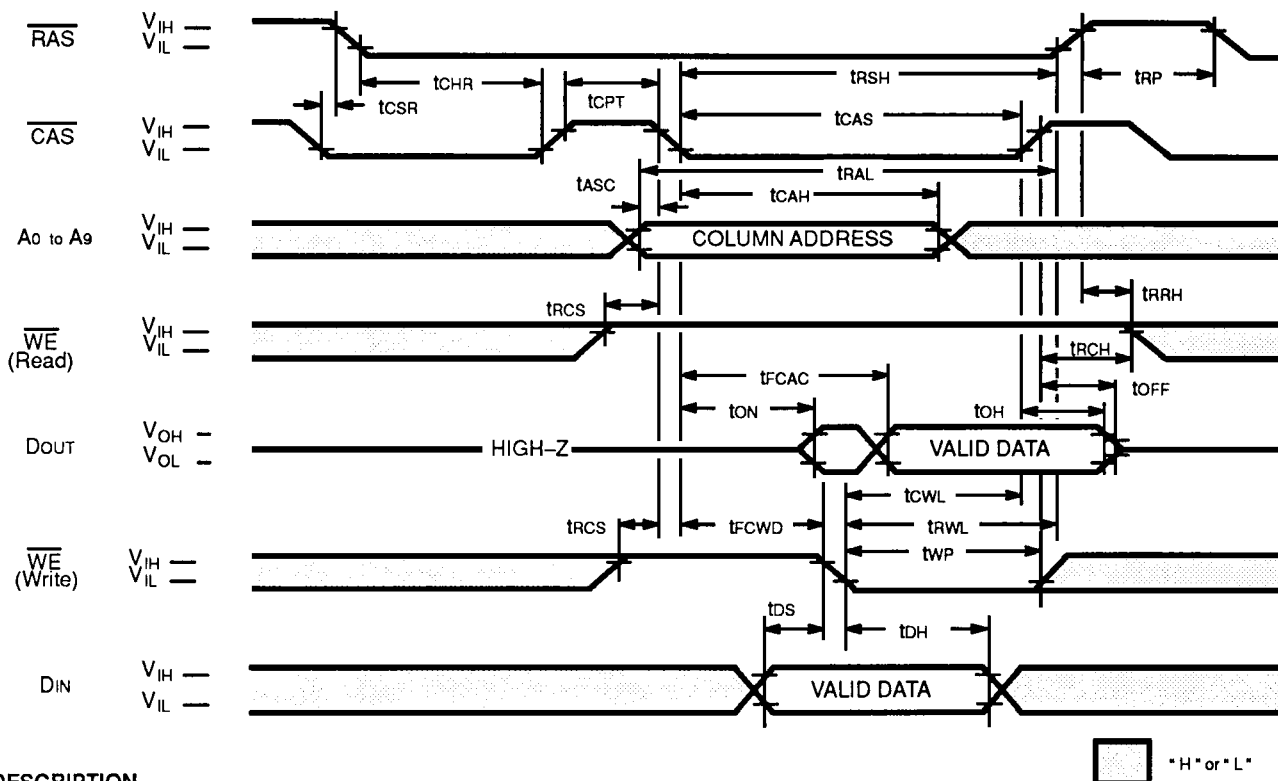 RAS VIH VIL
tCHR tCPT tRSH tRP
tCSR
CAS VIH VIL
tCAS
tRAL
tASC tCAH
A0 to A9 VIH VIL
COLUMN ADDRESS
tRCS tRRH
WE (Read) VIH VIL
tRCH
tFCAC tOFF
tON tOH
DOUT VOH VOL
HIGH–Z VALID DATA
tCWL
tRCS tFCWD tRWL
WE (Write) VIH VIL
tWP
tDS tDH
DIN VIH VIL
VALID DATA
"H" or "L"